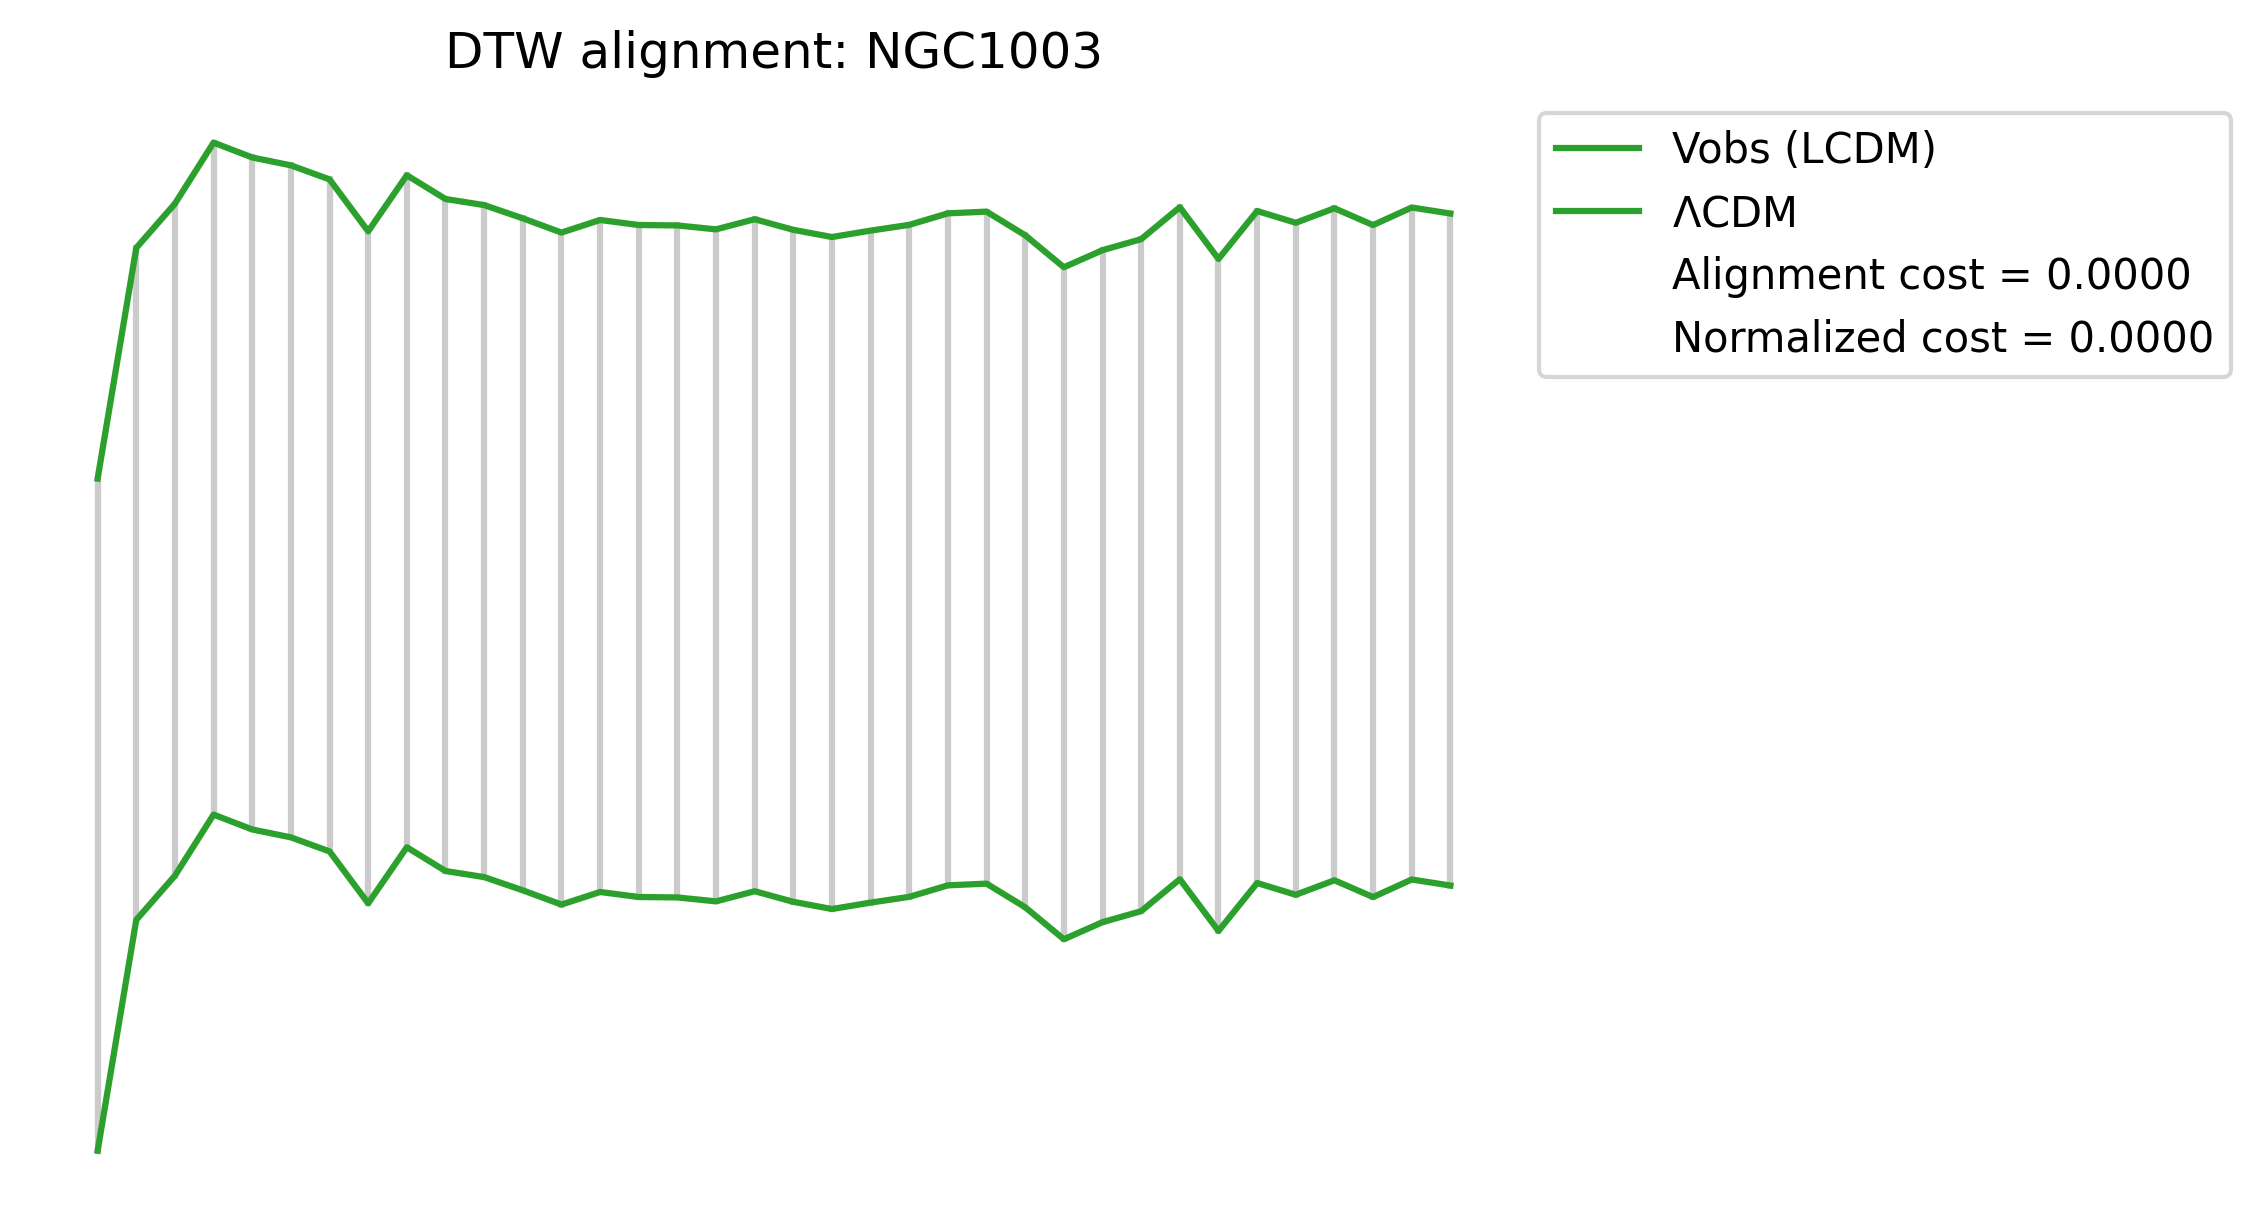 DTW alignment: NGC1003
Vobs (LCDM)
ΛCDM
Alignment cost = 0.0000
Normalized cost = 0.0000